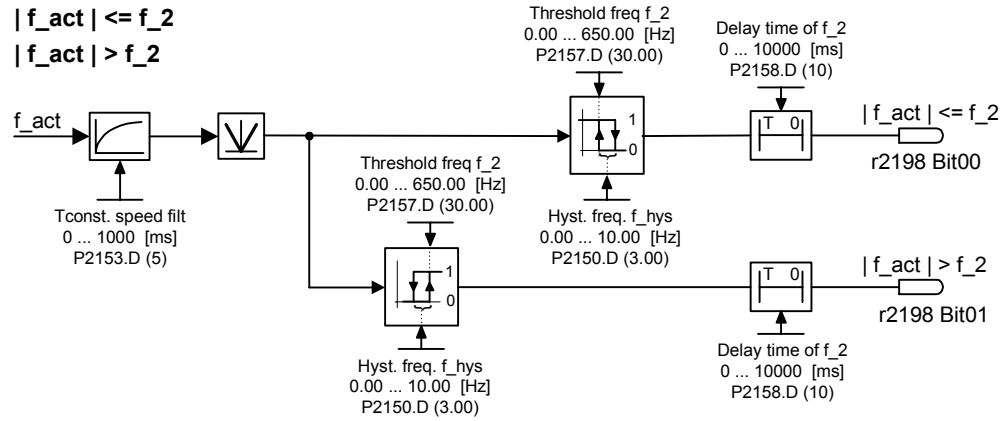 | f_act | <= f_2
| f_act | > f_2
Threshold freq f_2
0.00 ... 650.00 [Hz]
P2157.D (30.00)
Delay time of f_2
0 ... 10000 [ms]
P2158.D (10)
f_act
1
0
T 0
| f_act | <= f_2
r2198 Bit00
Tconst. speed filt
0 ... 1000 [ms]
P2153.D (5)
Threshold freq f_2
0.00 ... 650.00 [Hz]
P2157.D (30.00)
Hyst. freq. f_hys
0.00 ... 10.00 [Hz]
P2150.D (3.00)
1
0
T 0
| f_act | > f_2
r2198 Bit01
Hyst. freq. f_hys
0.00 ... 10.00 [Hz]
P2150.D (3.00)
Delay time of f_2
0 ... 10000 [ms]
P2158.D (10)